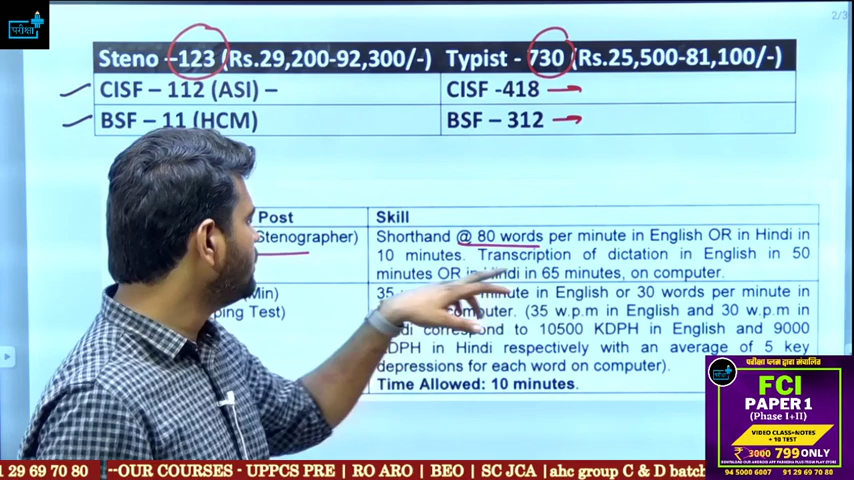 2/3
परीक्षा
Steno –123 (Rs.29,200-92,300/-) Typist - 730 (Rs.25,500-81,100/-)
CISF – 112 (ASI) – CISF -418
BSF – 11 (HCM) BSF – 312
Post Skill
Stenographer) Shorthand @ 80 words per minute in English OR in Hindi in
10 minutes. Transcription of dictation in English in 50
minutes OR in Hindi in 65 minutes, on computer.
(Min) 35 minute in English or 30 words per minute in
ping Test) computer. (35 w.p.m in English and 30 w.p.m in
correspond to 10500 KDPH in English and 9000
KDPH in Hindi respectively with an average of 5 key
depressions for each word on computer).
Time Allowed: 10 minutes.
परीक्षा प्लस द्वारा संचालित
FCI
PAPER 1
(Phase I+II)
VIDEO CLASS+NOTES
+ 10 TEST
₹ 3000 799 ONLY
94 5000 6007 91 29 69 70 80
1 29 69 70 80 --OUR COURSES - UPPCS PRE | RO ARO | BEO | SC JCA |ahc group C & D batch